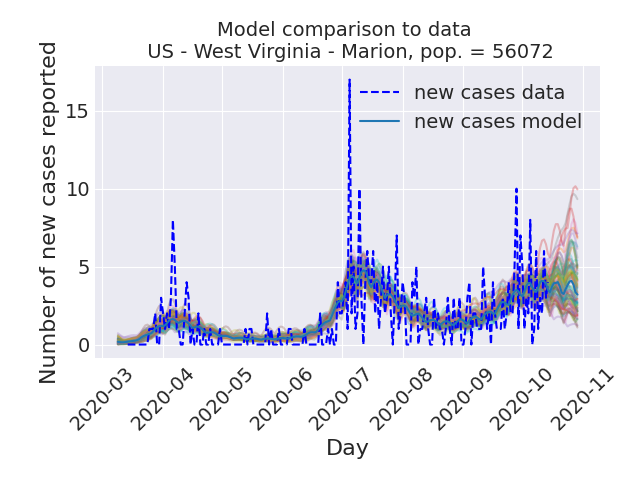 Model comparison to data
US - West Virginia - Marion, pop. = 56072
Number of new cases reported
15
10
5
0
new cases data
new cases model
2020-03
2020-04
2020-05
2020-06
2020-07
2020-08
2020-09
2020-10
2020-11
Day